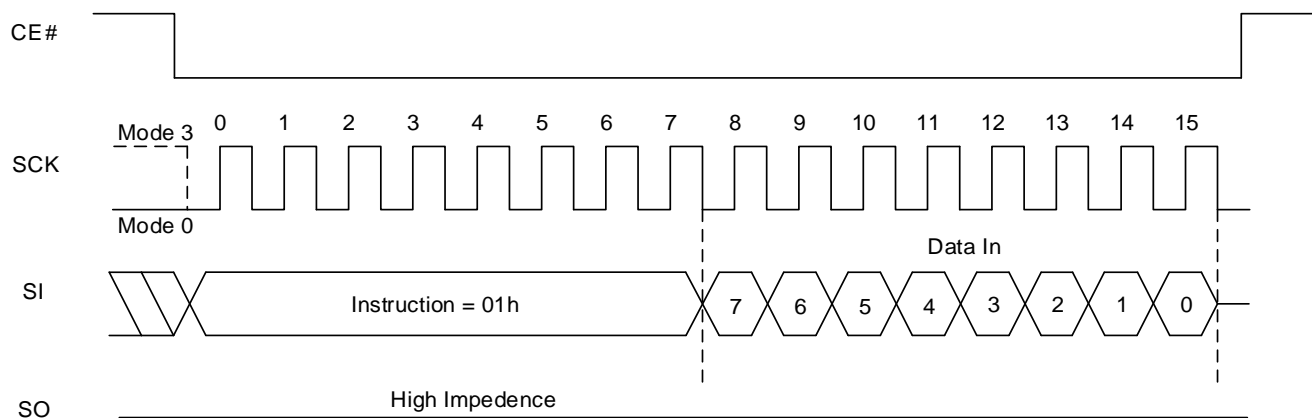 CE#
Mode 3
0 1 2 3 4 5 6 7 8 9 10 11 12 13 14 15
SCK
Mode 0
Data In
SI
Instruction = 01h
7 6 5 4 3 2 1 0
High Impedence
SO